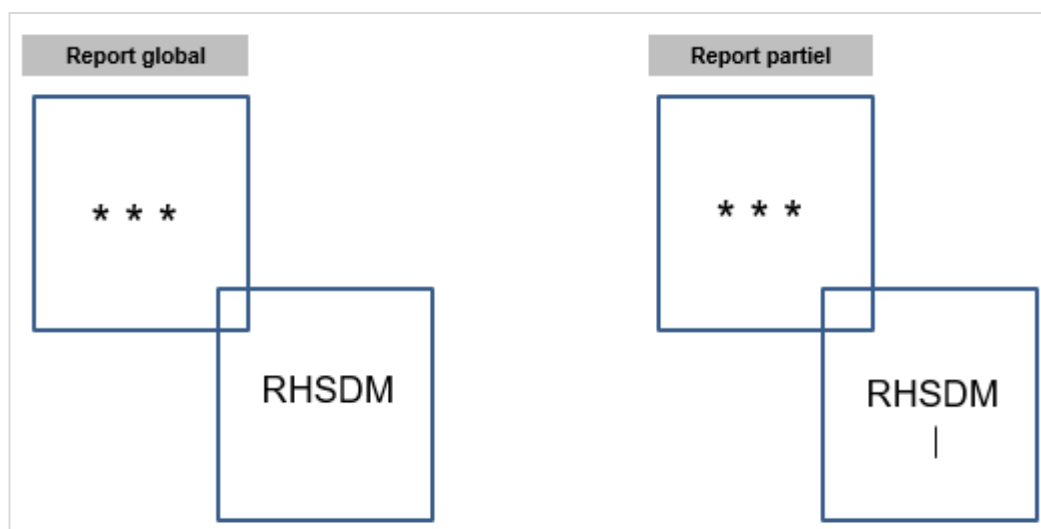 Report global
* * *
RHSDM
Report partiel
* * *
RHSDM
|